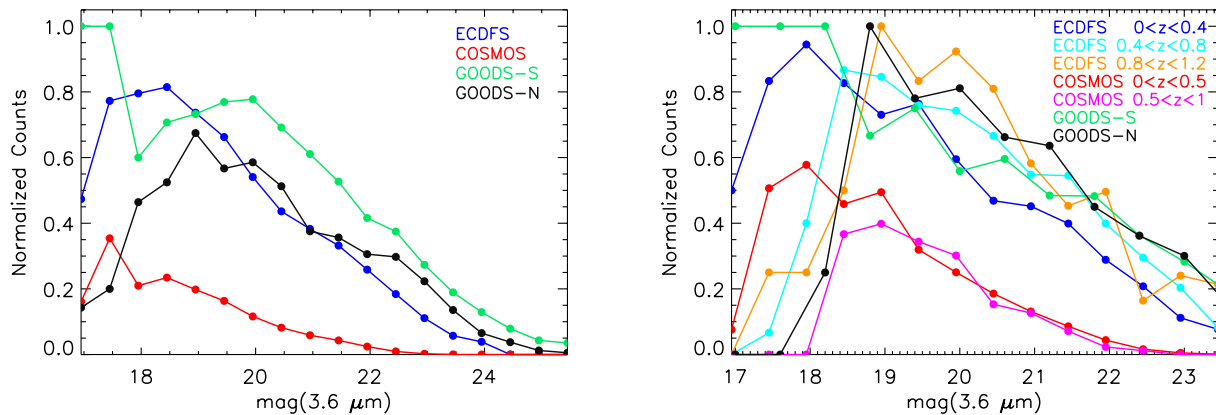 ECDFS
COSMOS
GOODS-S
GOODS-N
Normalized Counts
1.0
0.8
0.6
0.4
0.2
0.0
18 20 22 24
mag(3.6 μm)
ECDFS 0<z<0.4
ECDFS 0.4<z<0.8
ECDFS 0.8<z<1.2
COSMOS 0<z<0.5
COSMOS 0.5<z<1
GOODS-S
GOODS-N
Normalized Counts
1.0
0.8
0.6
0.4
0.2
0.0
17 18 19 20 21 22 23
mag(3.6 μm)